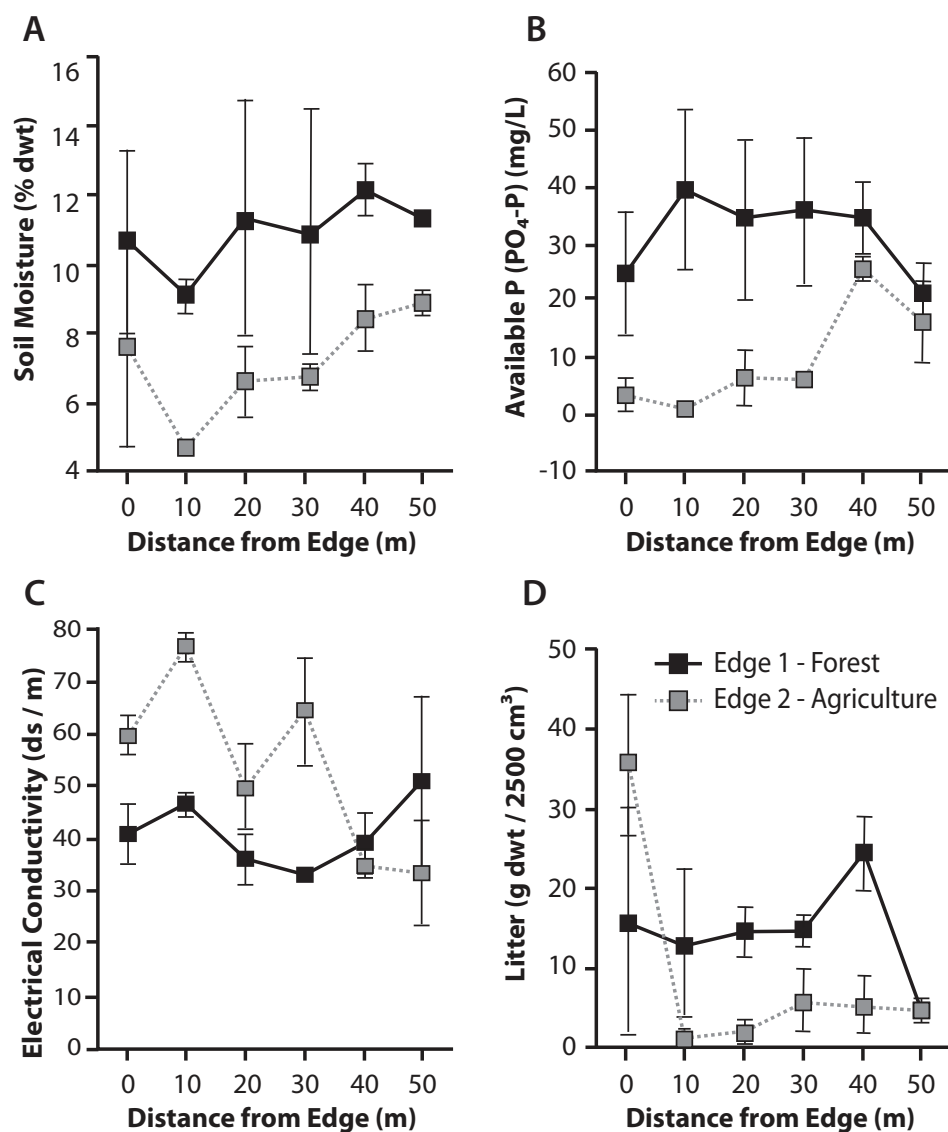 A
Soil Moisture (% dwt)
16
14
12
10
8
6
4
0 10 20 30 40 50
Distance from Edge (m)
B
Available P (PO₄-P) (mg/L)
60
50
40
30
20
10
0
-10
0 10 20 30 40 50
Distance from Edge (m)
C
Electrical Conductivity (ds / m)
80
70
60
50
40
30
20
10
0
0 10 20 30 40 50
Distance from Edge (m)
D
Litter (g dwt / 2500 cm³)
50
40
30
20
10
0
Edge 1 - Forest
Edge 2 - Agriculture
0 10 20 30 40 50
Distance from Edge (m)